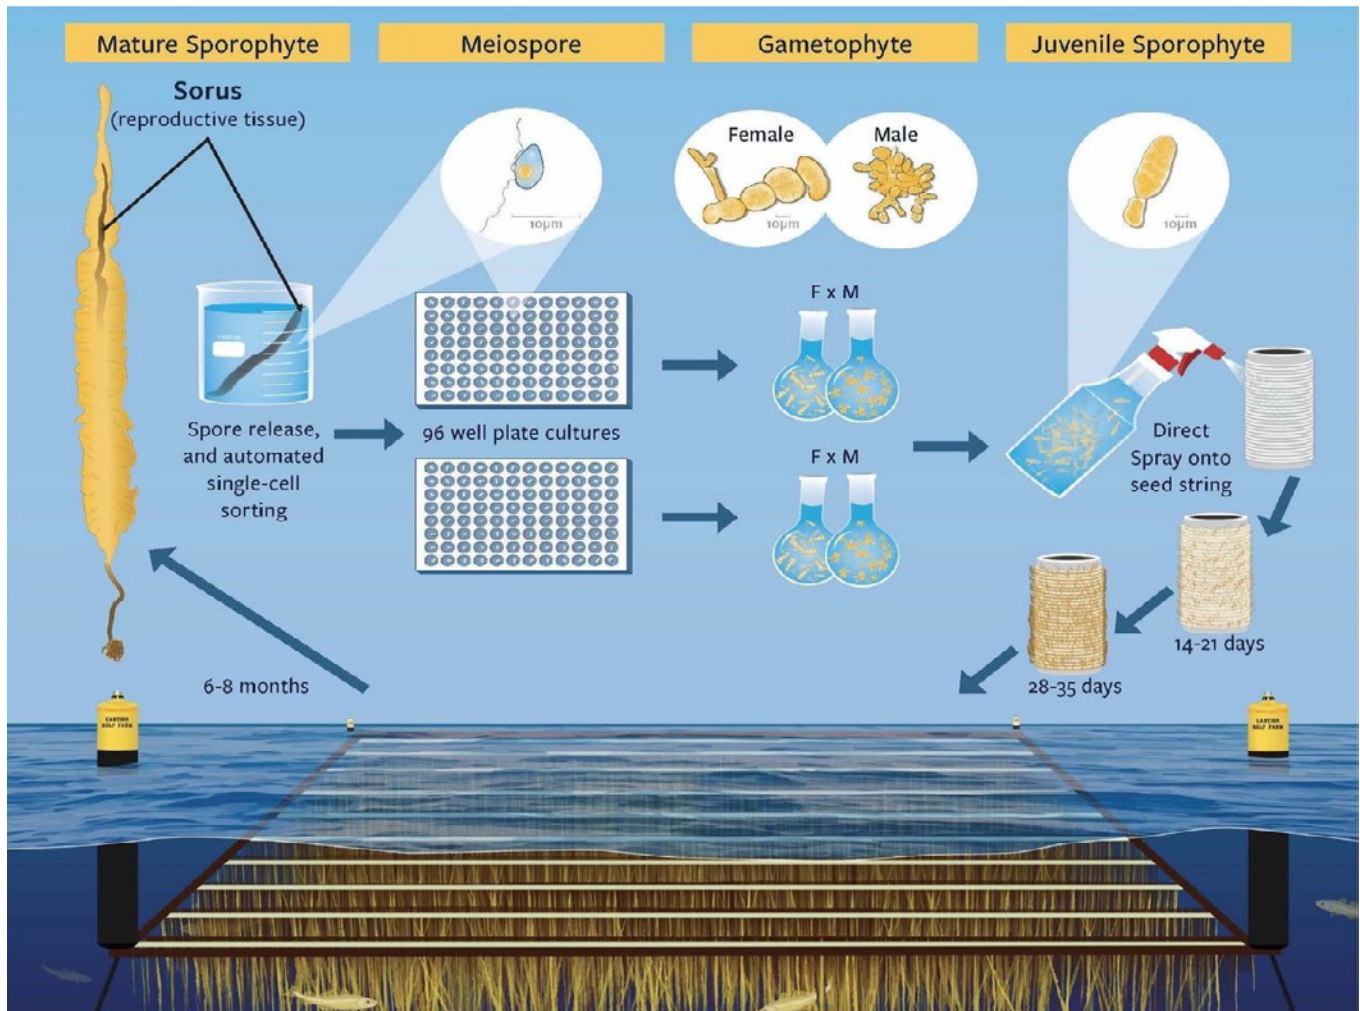 Mature Sporophyte
Meiospore
Gametophyte
Juvenile Sporophyte
Sorus
(reproductive tissue)
10µm
Female
Male
10µm
10µm
F x M
Spore release,
and automated
single-cell
sorting
96 well plate cultures
F x M
Direct
Spray onto
seed string
14-21 days
28-35 days
6-8 months